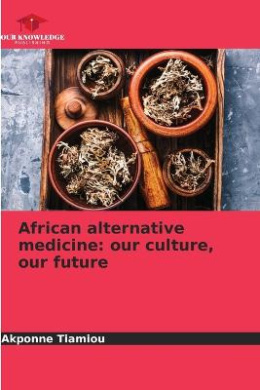 OUR KNOWLEDGE
PUBLISHING
African alternative
medicine: our culture,
our future
Akponne Tiamiou